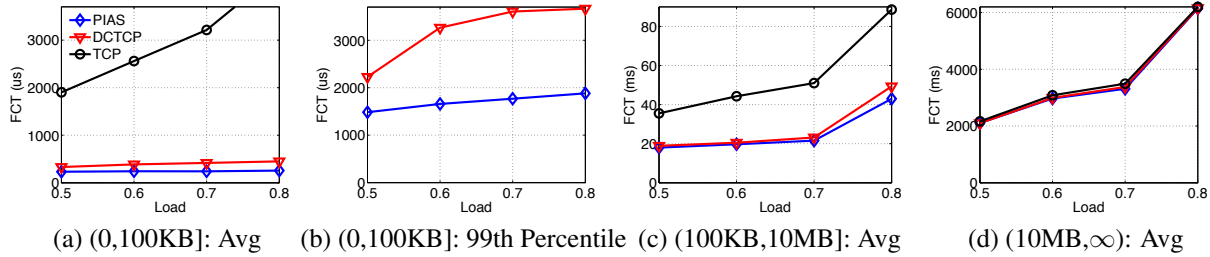 3000
2000
1000
0
FCT (us)
PIAS
DCTCP
TCP
0.5 0.6 0.7 0.8
Load
(a) (0,100KB]: Avg
3000
2000
1000
0
FCT (us)
0.5 0.6 0.7 0.8
Load
(b) (0,100KB]: 99th Percentile
80
60
40
20
0
FCT (ms)
0.5 0.6 0.7 0.8
Load
(c) (100KB,10MB]: Avg
6000
4000
2000
0
FCT (ms)
0.5 0.6 0.7 0.8
Load
(d) (10MB,∞): Avg